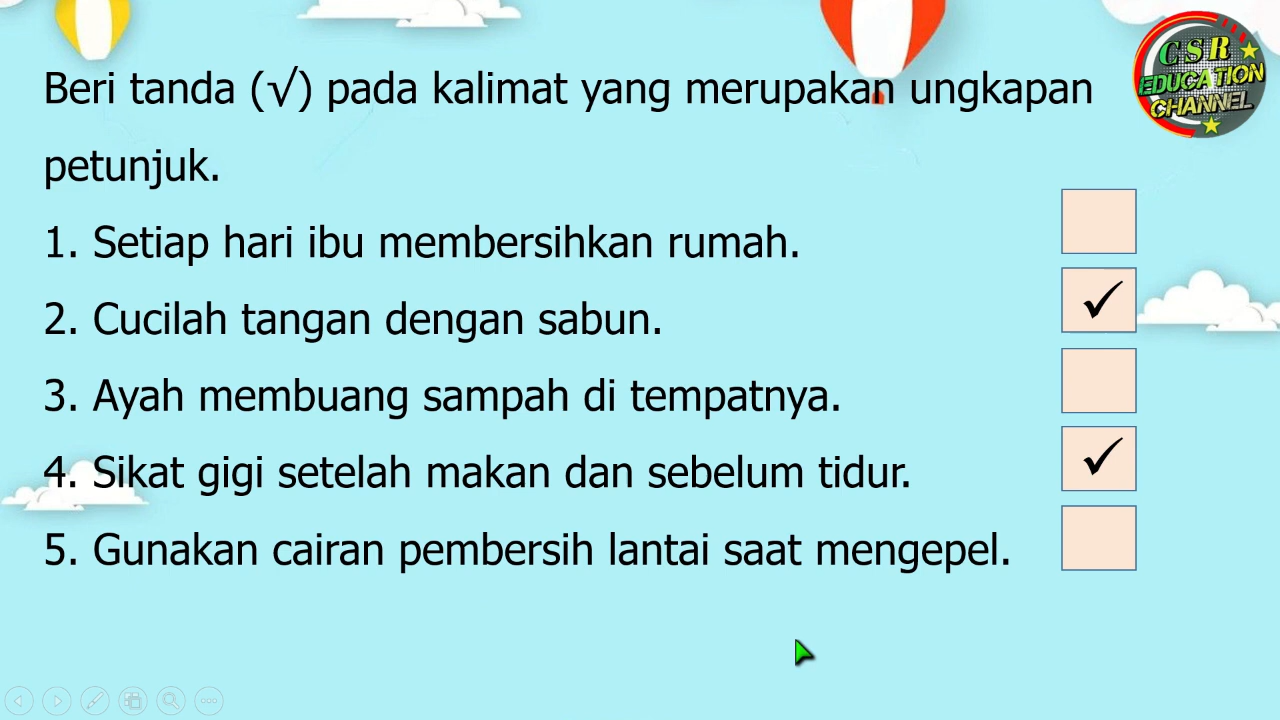 Beri tanda (√) pada kalimat yang merupakan ungkapan
petunjuk.
1. Setiap hari ibu membersihkan rumah.
2. Cucilah tangan dengan sabun.
3. Ayah membuang sampah di tempatnya.
4. Sikat gigi setelah makan dan sebelum tidur.
5. Gunakan cairan pembersih lantai saat mengepel.
CSR
EDUCATION
CHANNEL